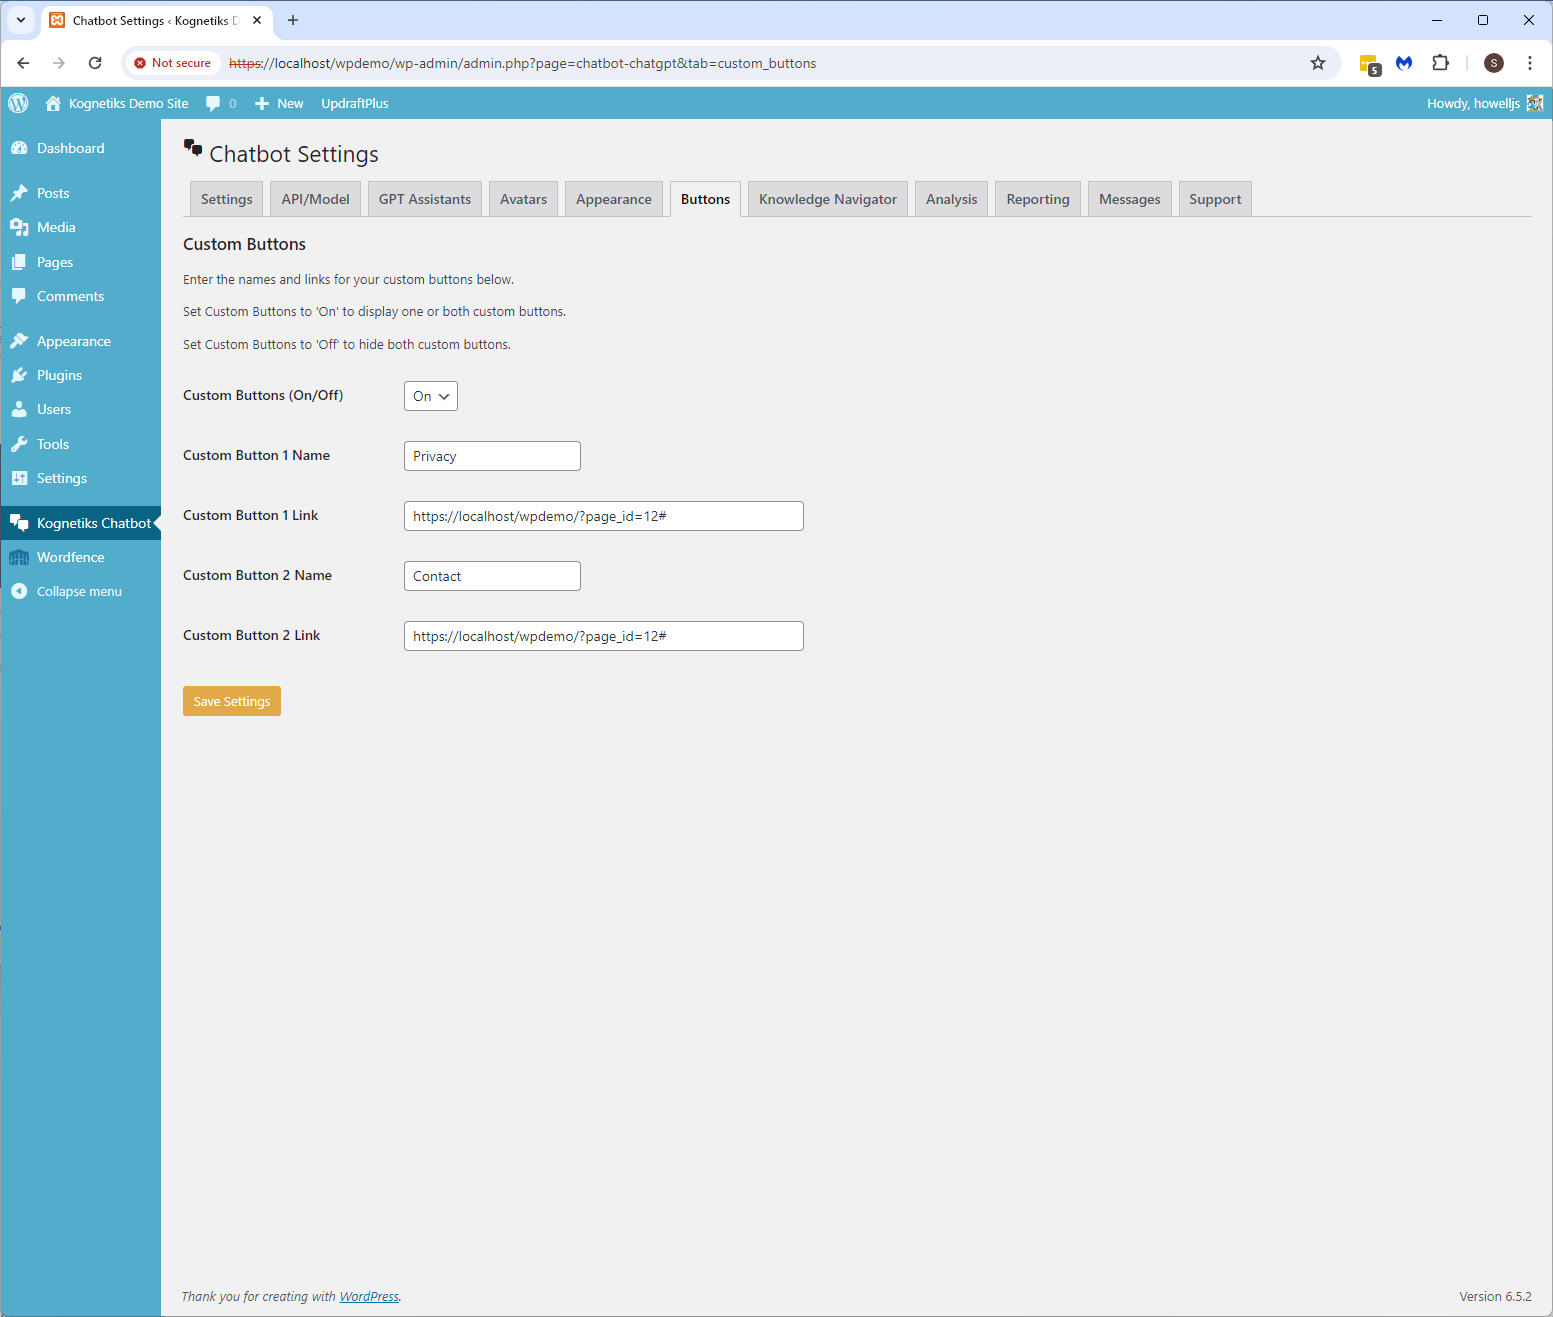 Chatbot Settings ‹ Kognetiks D
Not secure https://localhost/wpdemo/wp-admin/admin.php?page=chatbot-chatgpt&tab=custom_buttons 5 S
Kognetiks Demo Site 0 New UpdraftPlus Howdy, howelljs
Dashboard
Posts
Media
Pages
Comments
Appearance
Plugins
Users
Tools
Settings
Kognetiks Chatbot
Wordfence
Collapse menu
Chatbot Settings
Settings API/Model GPT Assistants Avatars Appearance Buttons Knowledge Navigator Analysis Reporting Messages Support
Custom Buttons
Enter the names and links for your custom buttons below.
Set Custom Buttons to 'On' to display one or both custom buttons.
Set Custom Buttons to 'Off' to hide both custom buttons.
Custom Buttons (On/Off) On
Custom Button 1 Name Privacy
Custom Button 1 Link https://localhost/wpdemo/?page_id=12#
Custom Button 2 Name Contact
Custom Button 2 Link https://localhost/wpdemo/?page_id=12#
Save Settings
Thank you for creating with WordPress. Version 6.5.2